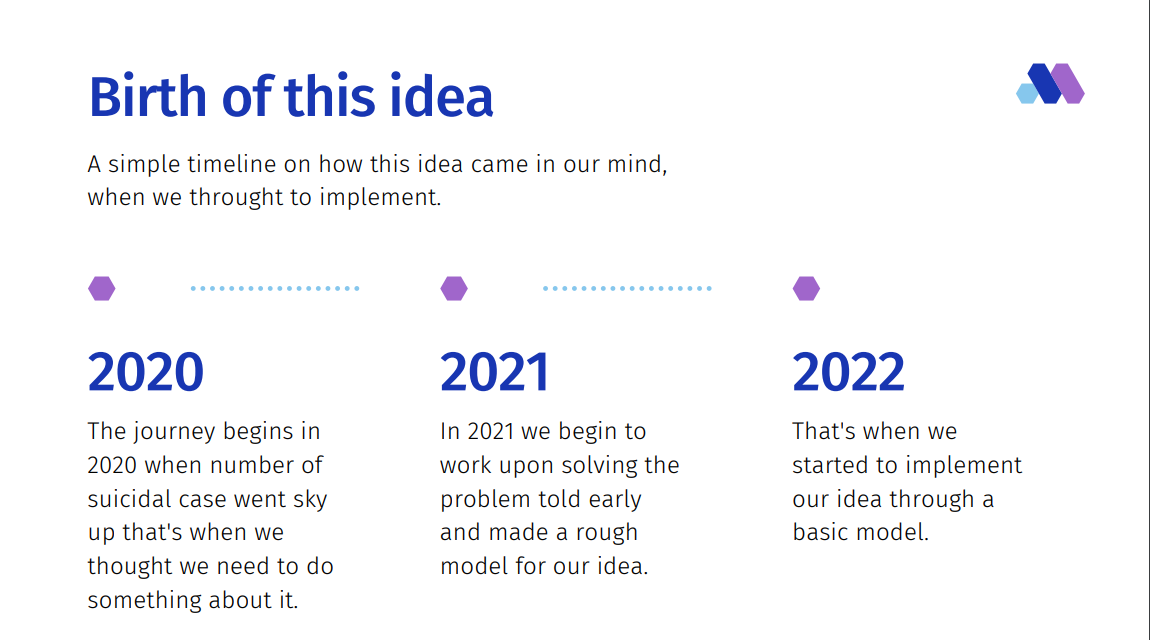 Birth of this idea
A simple timeline on how this idea came in our mind,
when we throught to implement.
2020
The journey begins in
2020 when number of
suicidal case went sky
up that's when we
thought we need to do
something about it.
2021
In 2021 we begin to
work upon solving the
problem told early
and made a rough
model for our idea.
2022
That's when we
started to implement
our idea through a
basic model.